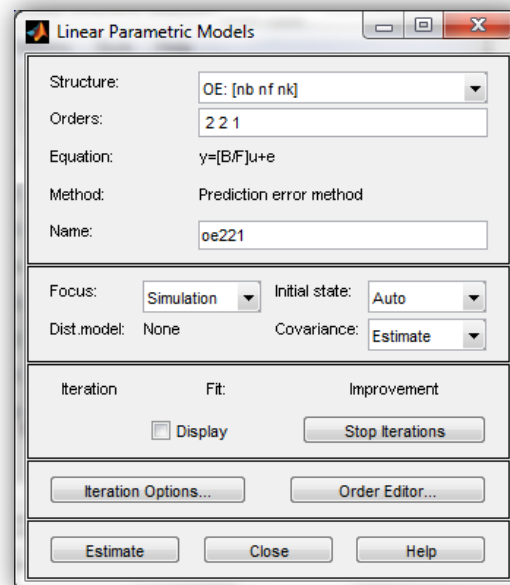 Linear Parametric Models
Structure: OE: [nb nf nk]
Orders: 2 2 1
Equation: y=[B/F]u+e
Method: Prediction error method
Name: oe221
Focus: Simulation Initial state: Auto
Dist.model: None Covariance: Estimate
Iteration Fit: Improvement
Display Stop Iterations
Iteration Options... Order Editor...
Estimate Close Help